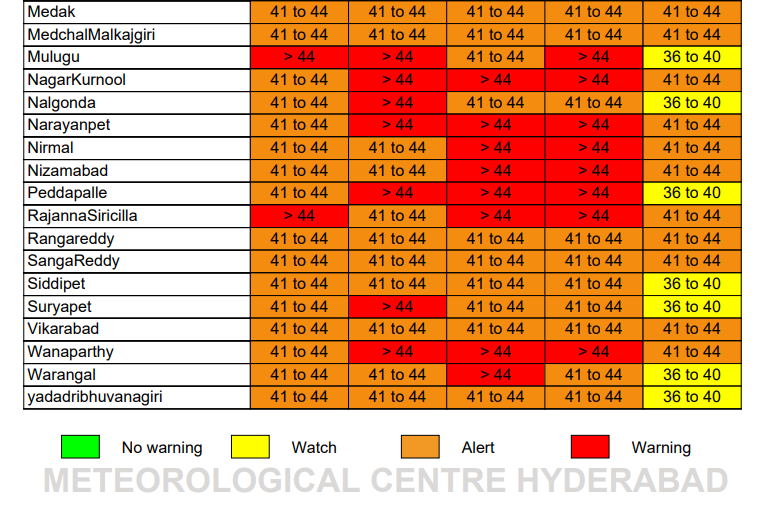 Medak 41 to 44 41 to 44 41 to 44 41 to 44 41 to 44
MedchalMalkajgiri 41 to 44 41 to 44 41 to 44 41 to 44 41 to 44
Mulugu > 44 > 44 41 to 44 > 44 36 to 40
NagarKurnool 41 to 44 > 44 > 44 > 44 41 to 44
Nalgonda 41 to 44 > 44 41 to 44 41 to 44 36 to 40
Narayanpet 41 to 44 > 44 > 44 > 44 41 to 44
Nirmal 41 to 44 41 to 44 > 44 > 44 41 to 44
Nizamabad 41 to 44 41 to 44 > 44 > 44 41 to 44
Peddapalle 41 to 44 > 44 > 44 > 44 36 to 40
RajannaSiricilla > 44 41 to 44 > 44 > 44 41 to 44
Rangareddy 41 to 44 41 to 44 41 to 44 41 to 44 41 to 44
SangaReddy 41 to 44 41 to 44 41 to 44 41 to 44 41 to 44
Siddipet 41 to 44 41 to 44 41 to 44 41 to 44 36 to 40
Suryapet 41 to 44 > 44 41 to 44 41 to 44 36 to 40
Vikarabad 41 to 44 41 to 44 41 to 44 41 to 44 41 to 44
Wanaparthy 41 to 44 > 44 > 44 > 44 41 to 44
Warangal 41 to 44 41 to 44 > 44 41 to 44 36 to 40
yadadribhuvanagiri 41 to 44 41 to 44 41 to 44 41 to 44 36 to 40
No warning Watch Alert Warning
METEOROLOGICAL CENTRE HYDERABAD